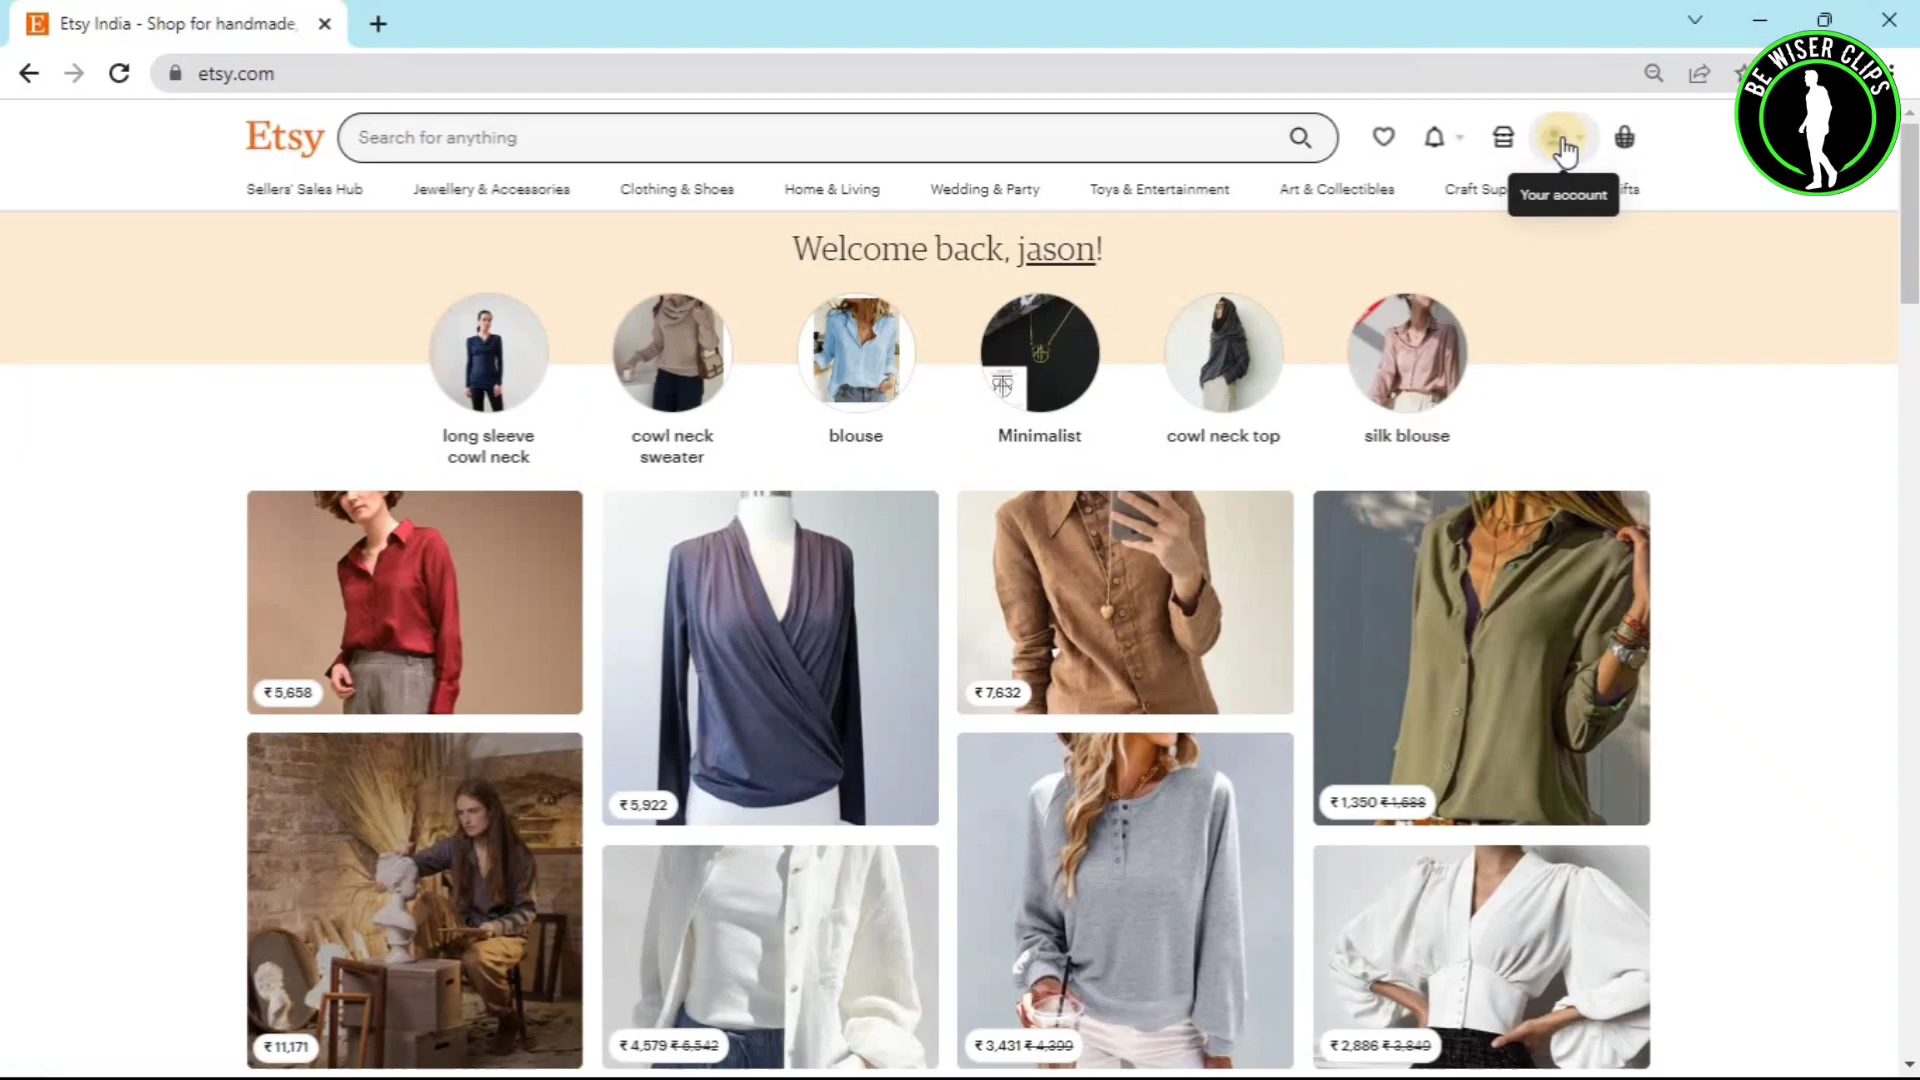 Etsy India - Shop for handmade,
etsy.com
BE WISER CLIPS
Etsy
Search for anything
Sellers' Sales Hub
Jewellery & Accessories
Clothing & Shoes
Home & Living
Wedding & Party
Toys & Entertainment
Art & Collectibles
Craft Sup
ifts
Your account
Welcome back, jason!
long sleeve
cowl neck
cowl neck
sweater
blouse
Minimalist
cowl neck top
silk blouse
₹ 5,658
₹ 5,922
₹ 7,632
₹ 1,350 ₹ 1,688
₹ 11,171
₹ 4,579 ₹ 6,542
₹ 3,431 ₹ 4,399
₹ 2,886 ₹ 3,849